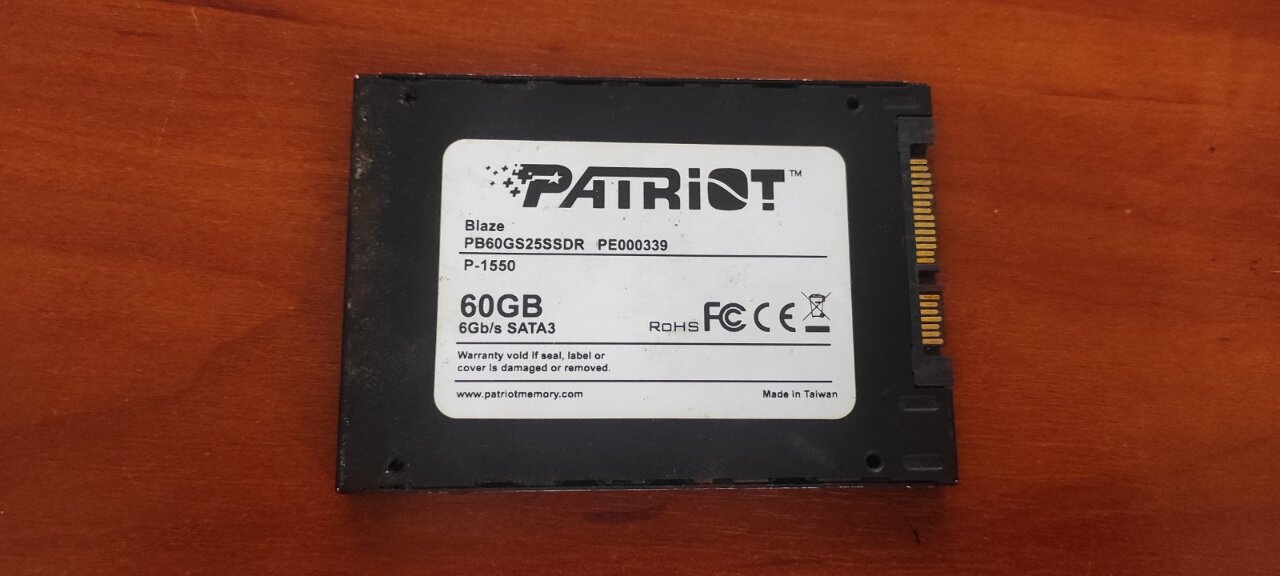 PATRIOT™
Blaze
PB60GS25SSDR PE000339
P-1550
60GB
6Gb/s SATA3
RoHS FC CE
Warranty void if seal, label or
cover is damaged or removed.
www.patriotmemory.com Made in Taiwan